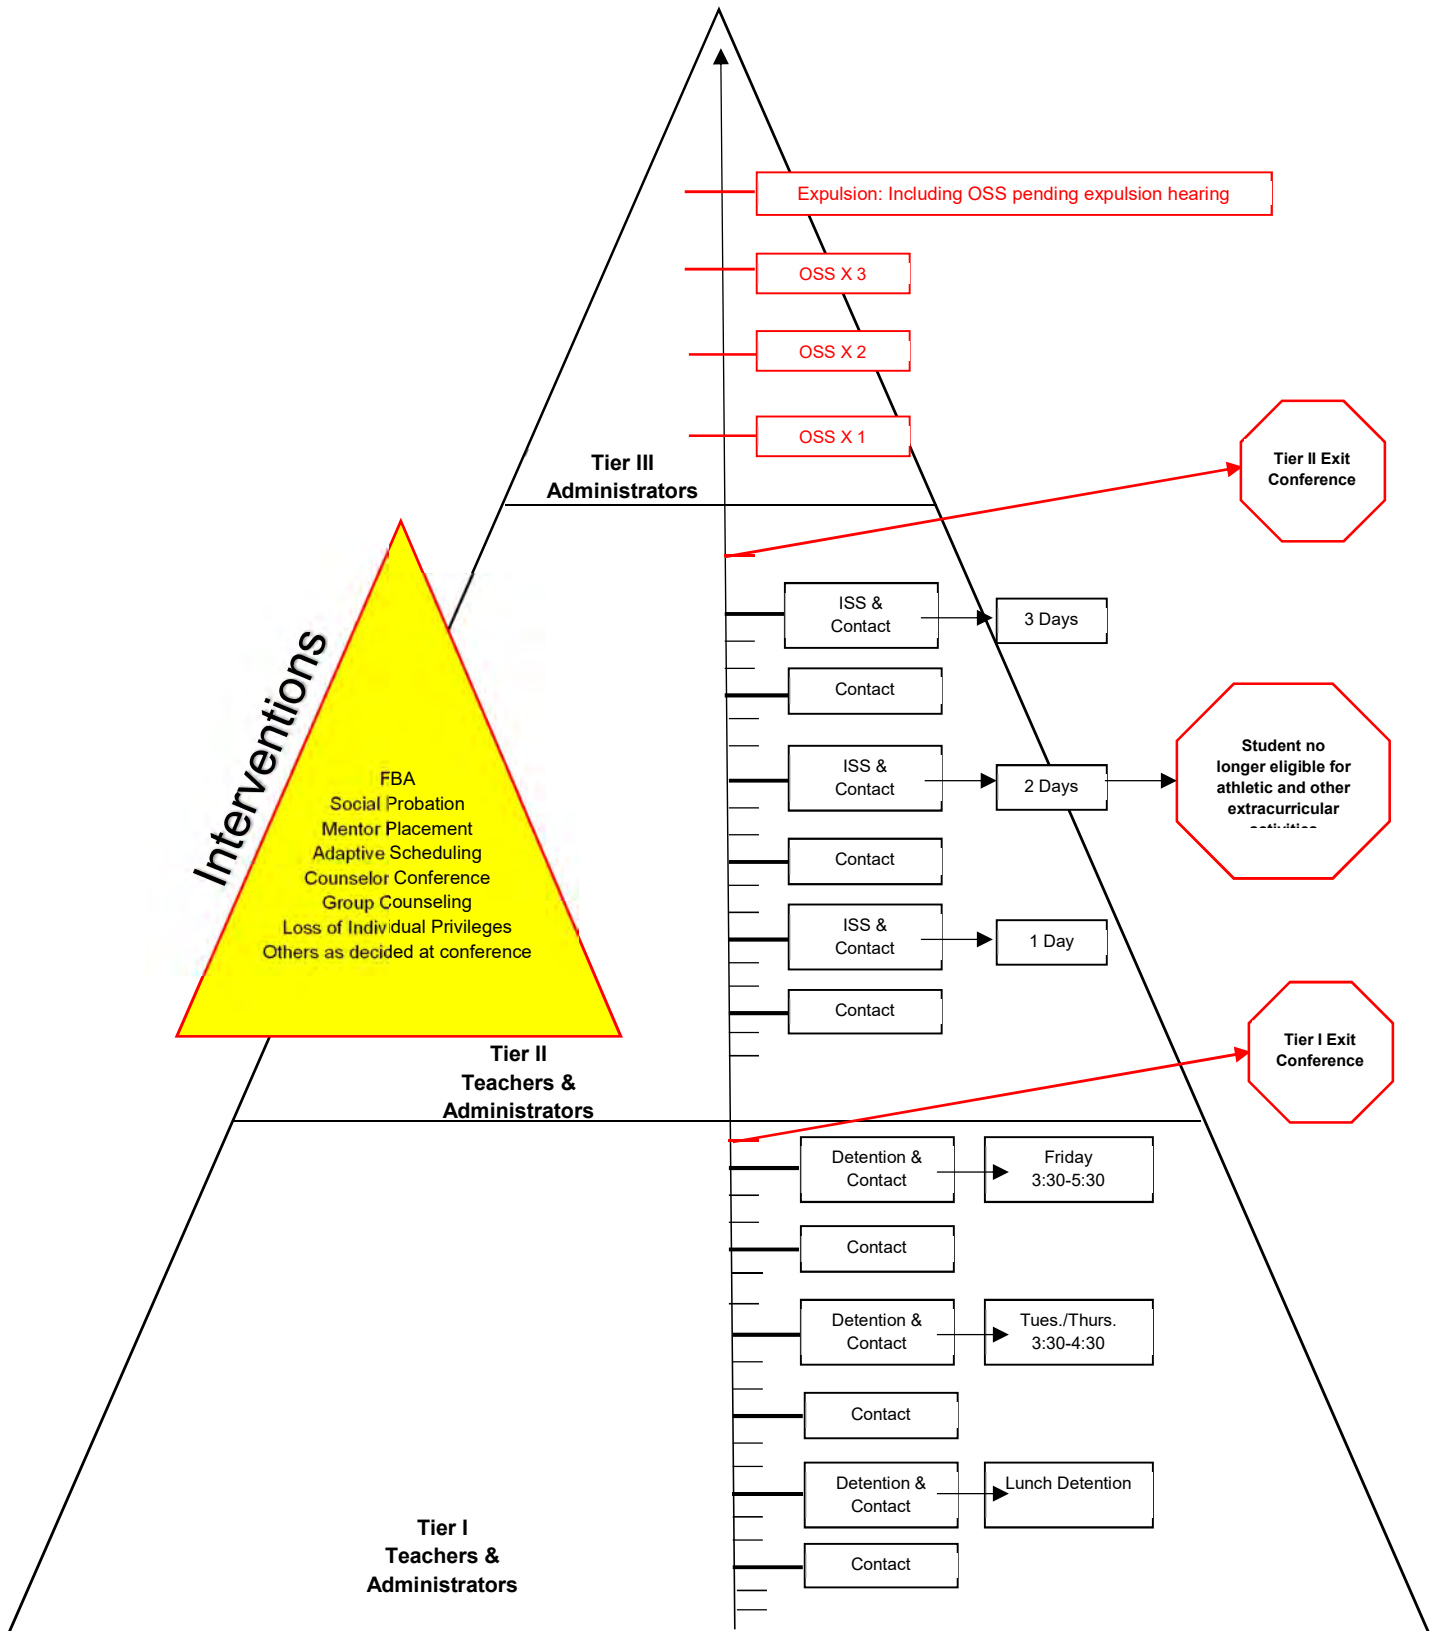 Expulsion: Including OSS pending expulsion hearing
OSS X 3
OSS X 2
OSS X 1
Tier III
Administrators
Tier II Exit
Conference
ISS &
Contact
3 Days
Contact
ISS &
Contact
2 Days
Student no
longer eligible for
athletic and other
extracurricular
activities
Contact
ISS &
Contact
1 Day
Contact
Interventions
FBA
Social Probation
Mentor Placement
Adaptive Scheduling
Counselor Conference
Group Counseling
Loss of Individual Privileges
Others as decided at conference
Tier II
Teachers &
Administrators
Tier I Exit
Conference
Detention &
Contact
Friday
3:30-5:30
Contact
Detention &
Contact
Tues./Thurs.
3:30-4:30
Contact
Detention &
Contact
Lunch Detention
Contact
Tier I
Teachers &
Administrators